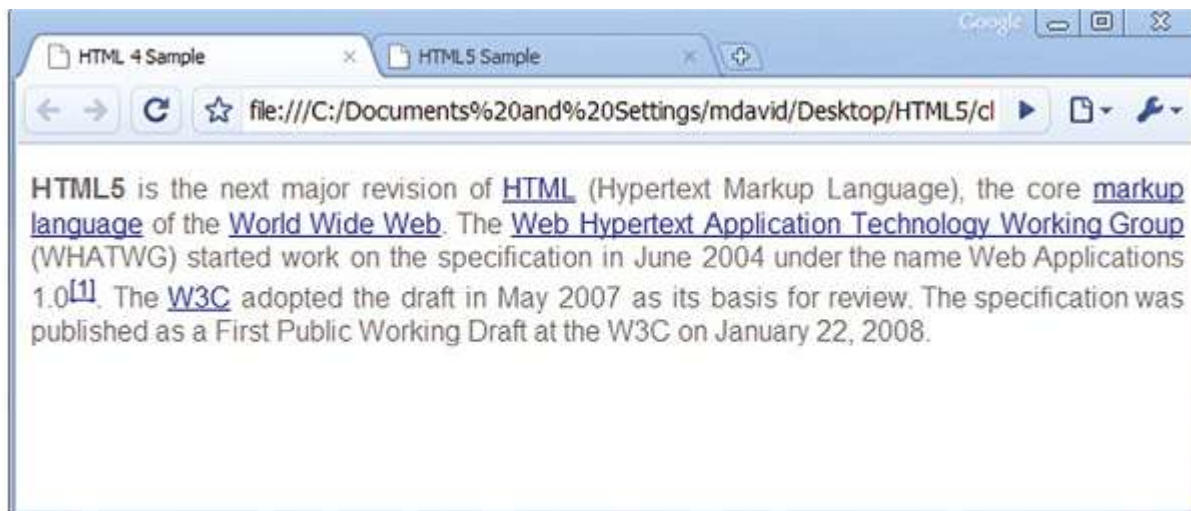 Google
HTML 4 Sample
HTML5 Sample
file:///C:/Documents%20and%20Settings/mdavid/Desktop/HTML5/cl
HTML5 is the next major revision of HTML (Hypertext Markup Language), the core markup
language of the World Wide Web. The Web Hypertext Application Technology Working Group
(WHATWG) started work on the specification in June 2004 under the name Web Applications
1.0[1]. The W3C adopted the draft in May 2007 as its basis for review. The specification was
published as a First Public Working Draft at the W3C on January 22, 2008.